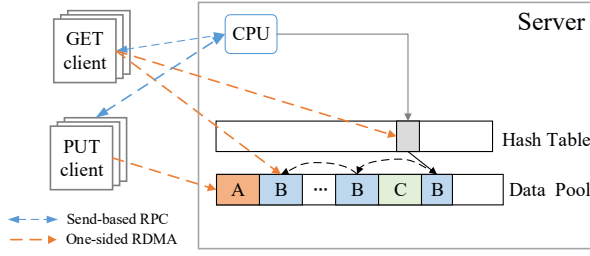 Server
GET
client
CPU
PUT
client
Hash Table
A B ... B C B
Data Pool
Send-based RPC
One-sided RDMA